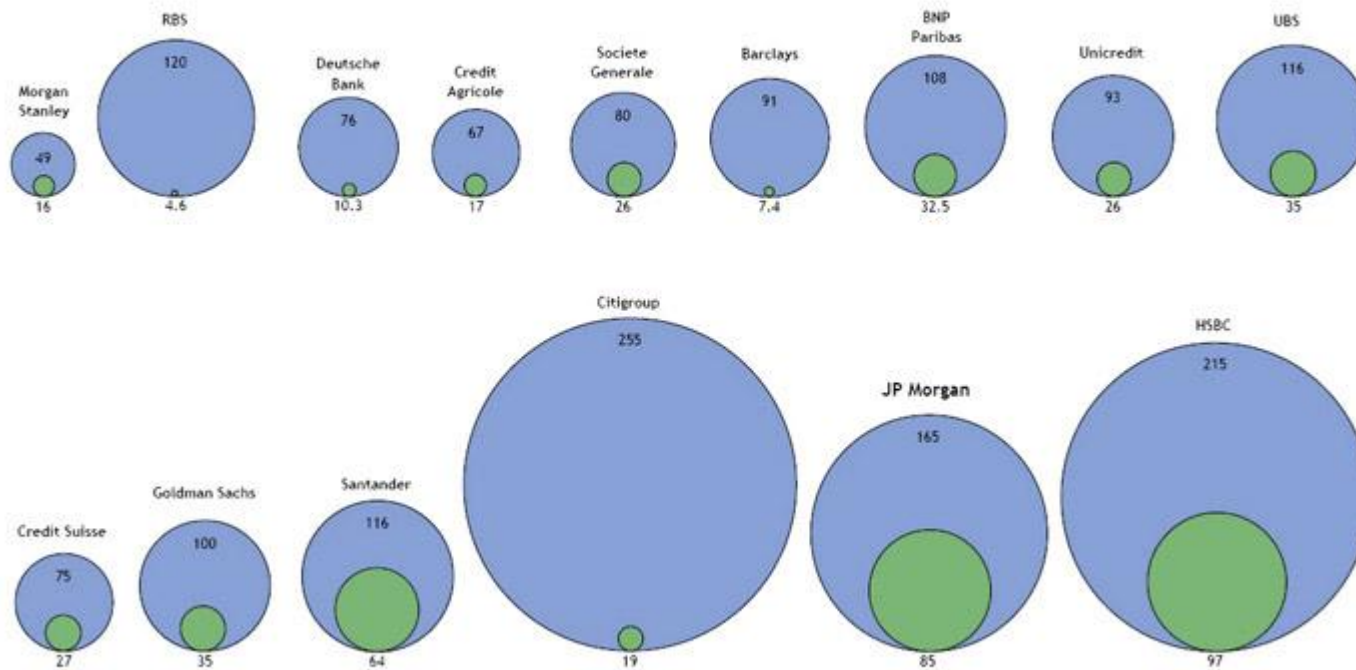 RBS
120
4.6
Morgan
Stanley
49
16
Deutsche
Bank
76
10.3
Credit
Agricole
67
17
Societe
Generale
80
26
Barclays
91
7.4
BNP
Paribas
108
32.5
Unicredit
93
26
UBS
116
35
Credit Suisse
75
27
Goldman Sachs
100
35
Santander
116
64
Citigroup
255
19
JP Morgan
165
85
HSBC
215
97